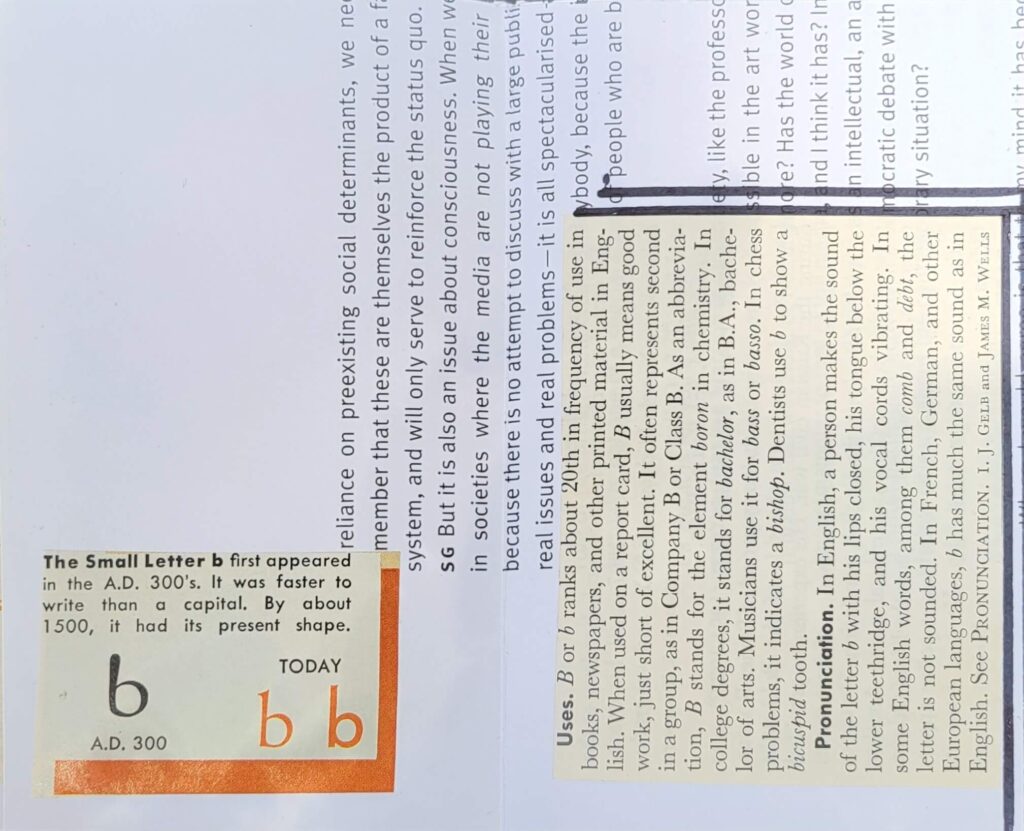 The Small Letter b first appeared
in the A.D. 300's. It was faster to
write than a capital. By about
1500, it had its present shape.
b
A.D. 300
TODAY
b b
reliance on preexisting social determinants, we
member that these are themselves the product of a
system, and will only serve to reinforce the status quo.
SG But it is also an issue about consciousness. When
in societies where the media are not playing their
because there is no attempt to discuss with a large
real issues and real problems—it is all spectacularised
body, because the
people who are
like the
in the art
Has the world
and I think it has?
an intellectual, an
debate with
situation?
mind it has
Uses. B or b ranks about 20th in frequency of use in
books, newspapers, and other printed material in Eng-
lish. When used on a report card, B usually means good
work, just short of excellent. It often represents second
in a group, as in Company B or Class B. As an abbrevia-
tion, B stands for the element boron in chemistry. In
college degrees, it stands for bachelor, as in B.A., bache-
lor of arts. Musicians use it for bass or basso. In chess
problems, it indicates a bishop. Dentists use b to show a
bicuspid tooth.
Pronunciation. In English, a person makes the sound
of the letter b with his lips closed, his tongue below the
lower teethridge, and his vocal cords vibrating. In
some English words, among them comb and debt, the
letter is not sounded. In French, German, and other
European languages, b has much the same sound as in
English. See PRONUNCIATION. I. J. GELB and JAMES M. WELLS